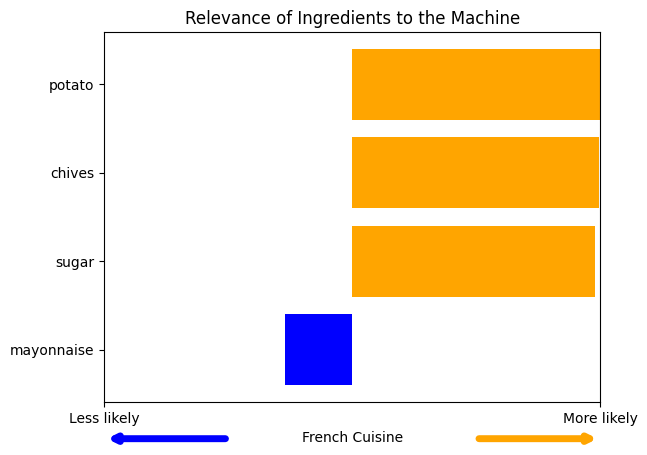 Relevance of Ingredients to the Machine
potato
chives
sugar
mayonnaise
Less likely
More likely
French Cuisine